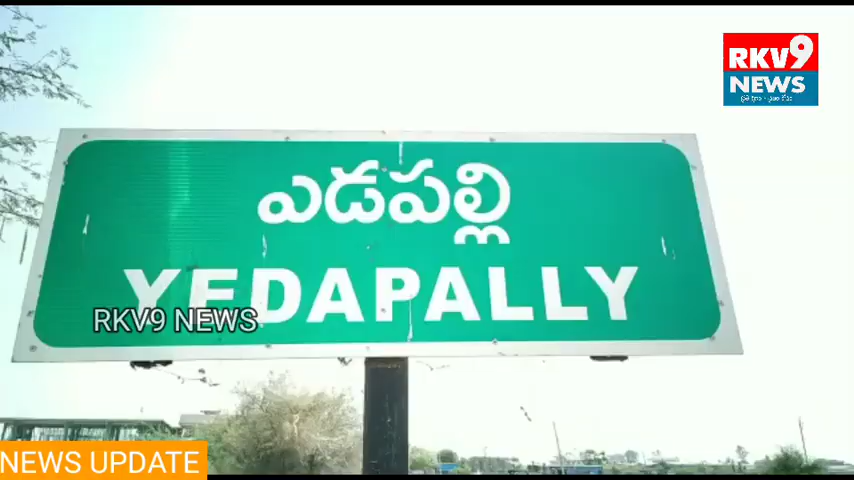 RKV9
NEWS
ఎడపల్లి
YEDAPALLY
RKV9 NEWS
NEWS UPDATE